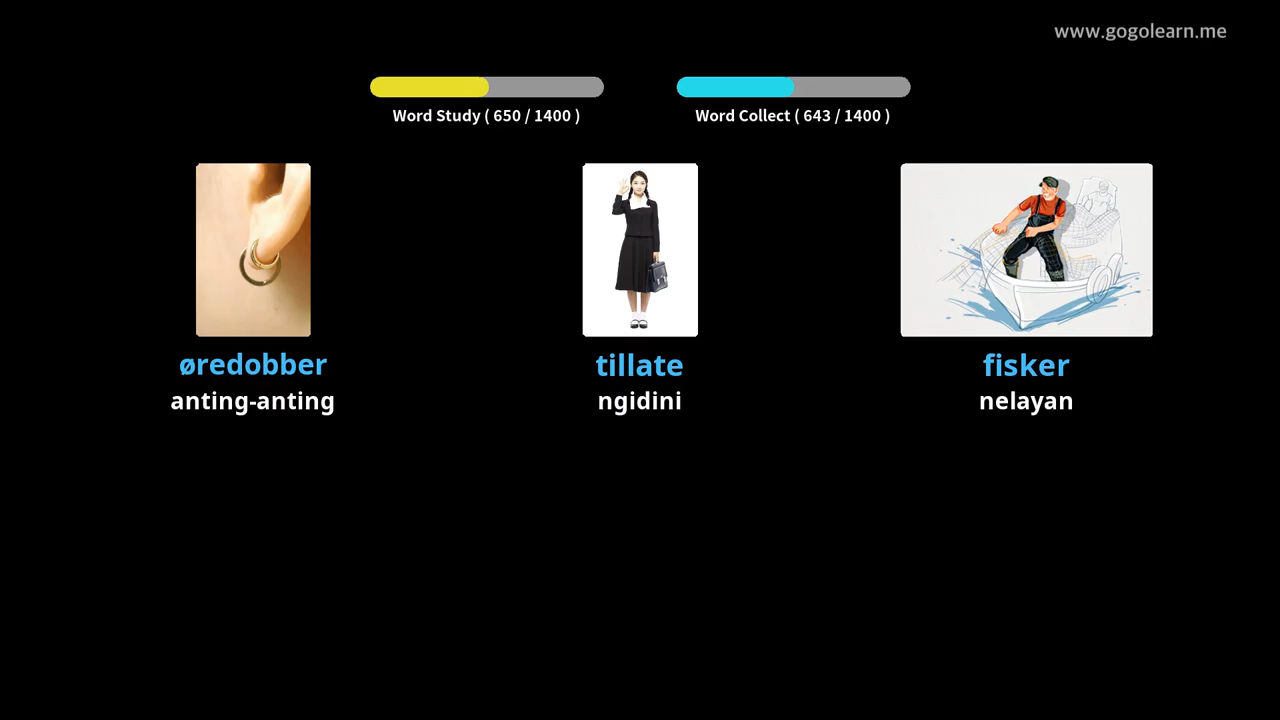 www.gogolearn.me
Word Study ( 650 / 1400 )
Word Collect ( 643 / 1400 )
øredobber
anting-anting
tillate
ngidini
fisker
nelayan